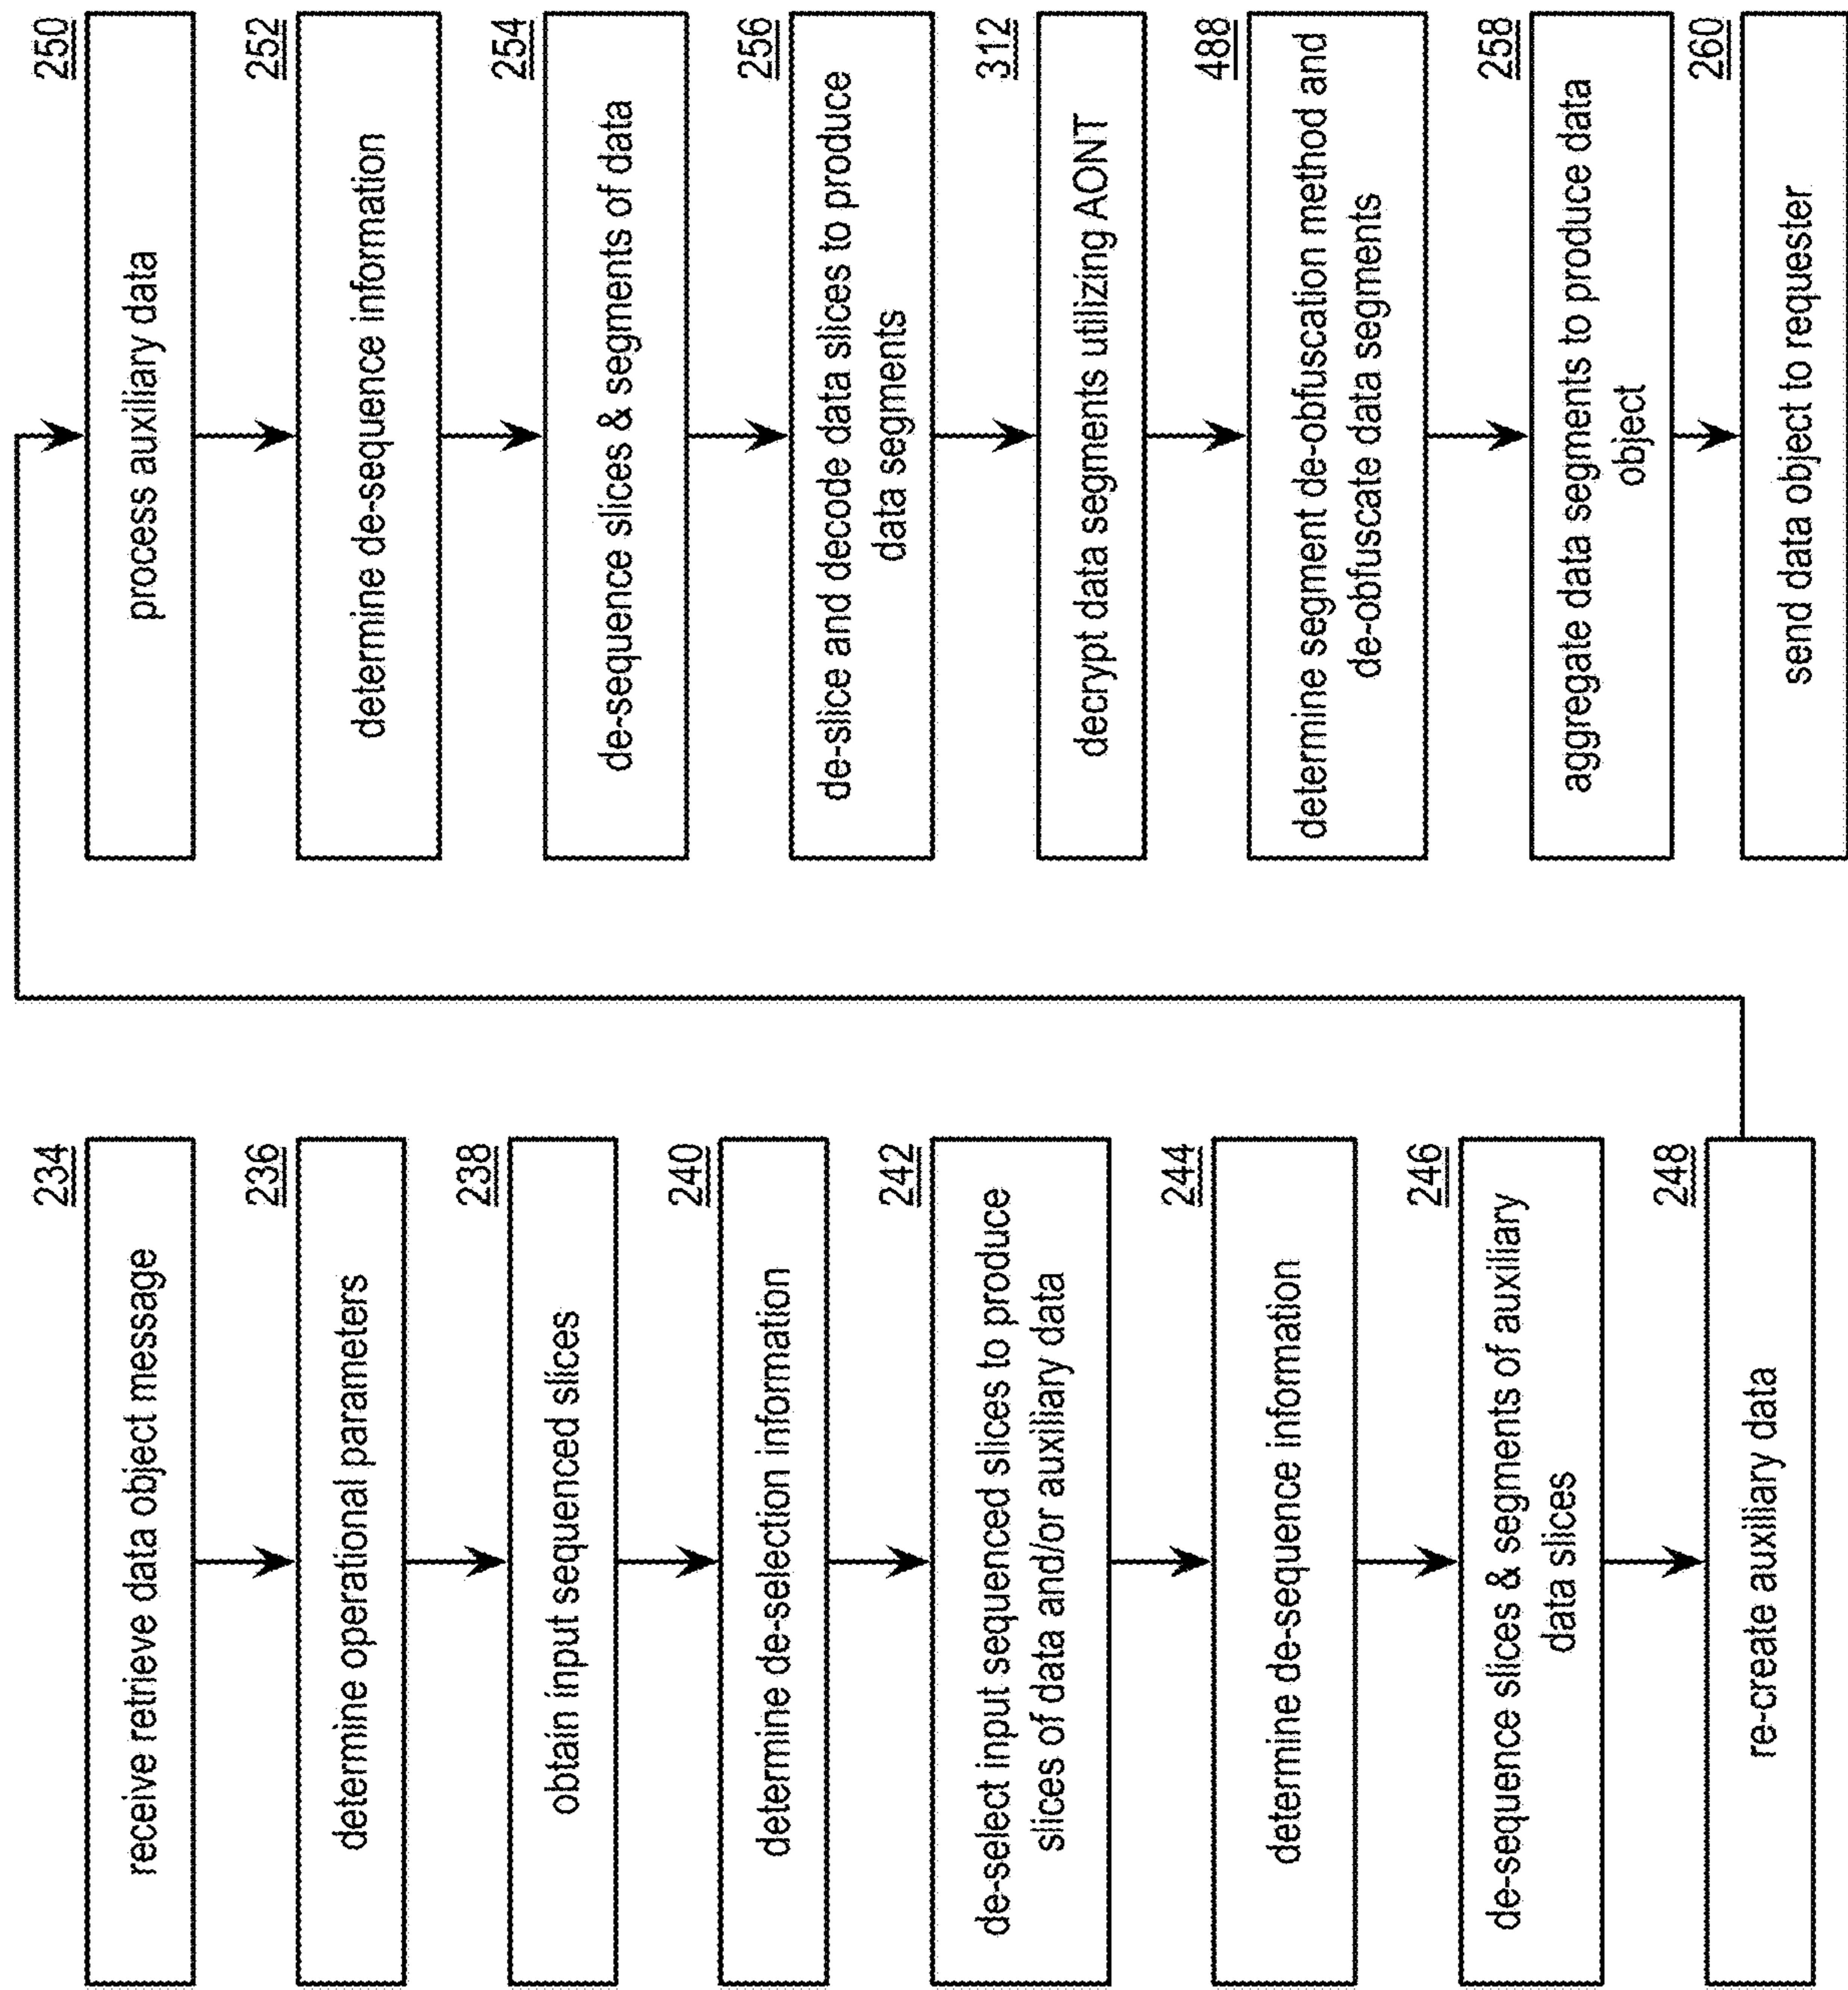 234
receive retrieve data object message
236
determine operational parameters
238
obtain input sequenced slices
240
determine de-selection information
242
de-select input sequenced slices to produce
slices of data and/or auxiliary data
244
determine de-sequence information
246
de-sequence slices & segments of auxiliary
data slices
248
re-create auxiliary data
250
process auxiliary data
252
determine de-sequence information
254
de-sequence slices & segments of data
256
de-slice and decode data slices to produce
data segments
312
decrypt data segments utilizing AONT
488
determine segment de-obfuscation method and
de-obfuscate data segments
258
aggregate data segments to produce data
object
260
send data object to requester